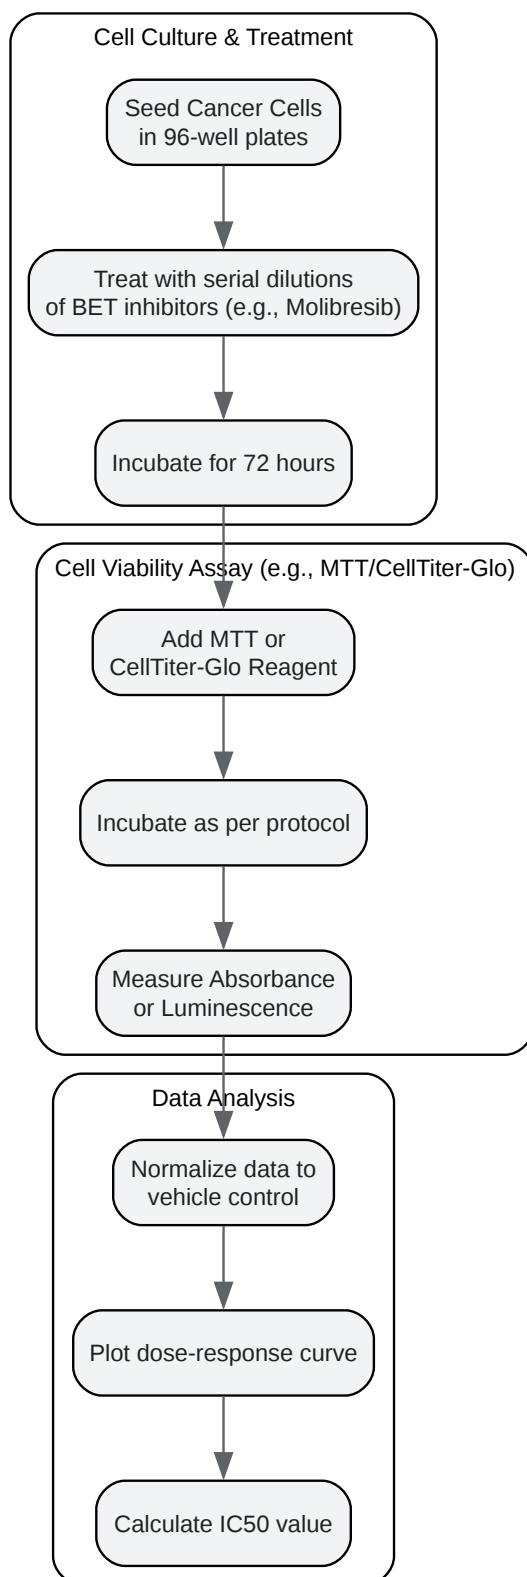 Cell Culture & Treatment
Seed Cancer Cells
in 96-well plates
Treat with serial dilutions
of BET inhibitors (e.g., Molibresib)
Incubate for 72 hours
Cell Viability Assay (e.g., MTT/CellTiter-Glo)
Add MTT or
CellTiter-Glo Reagent
Incubate as per protocol
Measure Absorbance
or Luminescence
Data Analysis
Normalize data to
vehicle control
Plot dose-response curve
Calculate IC50 value